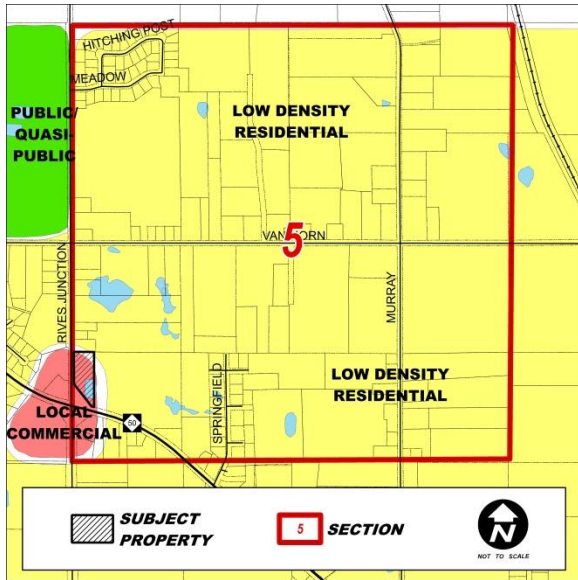 HITCHING POST
MEADOW
PUBLIC/
QUASI-
PUBLIC
LOW DENSITY
RESIDENTIAL
VAN HORN
5
RIVES JUNCTION
MURRAY
SPRINGFIELD
LOW DENSITY
RESIDENTIAL
LOCAL
COMMERCIAL
50
SUBJECT
PROPERTY
5
SECTION
N
NOT TO SCALE